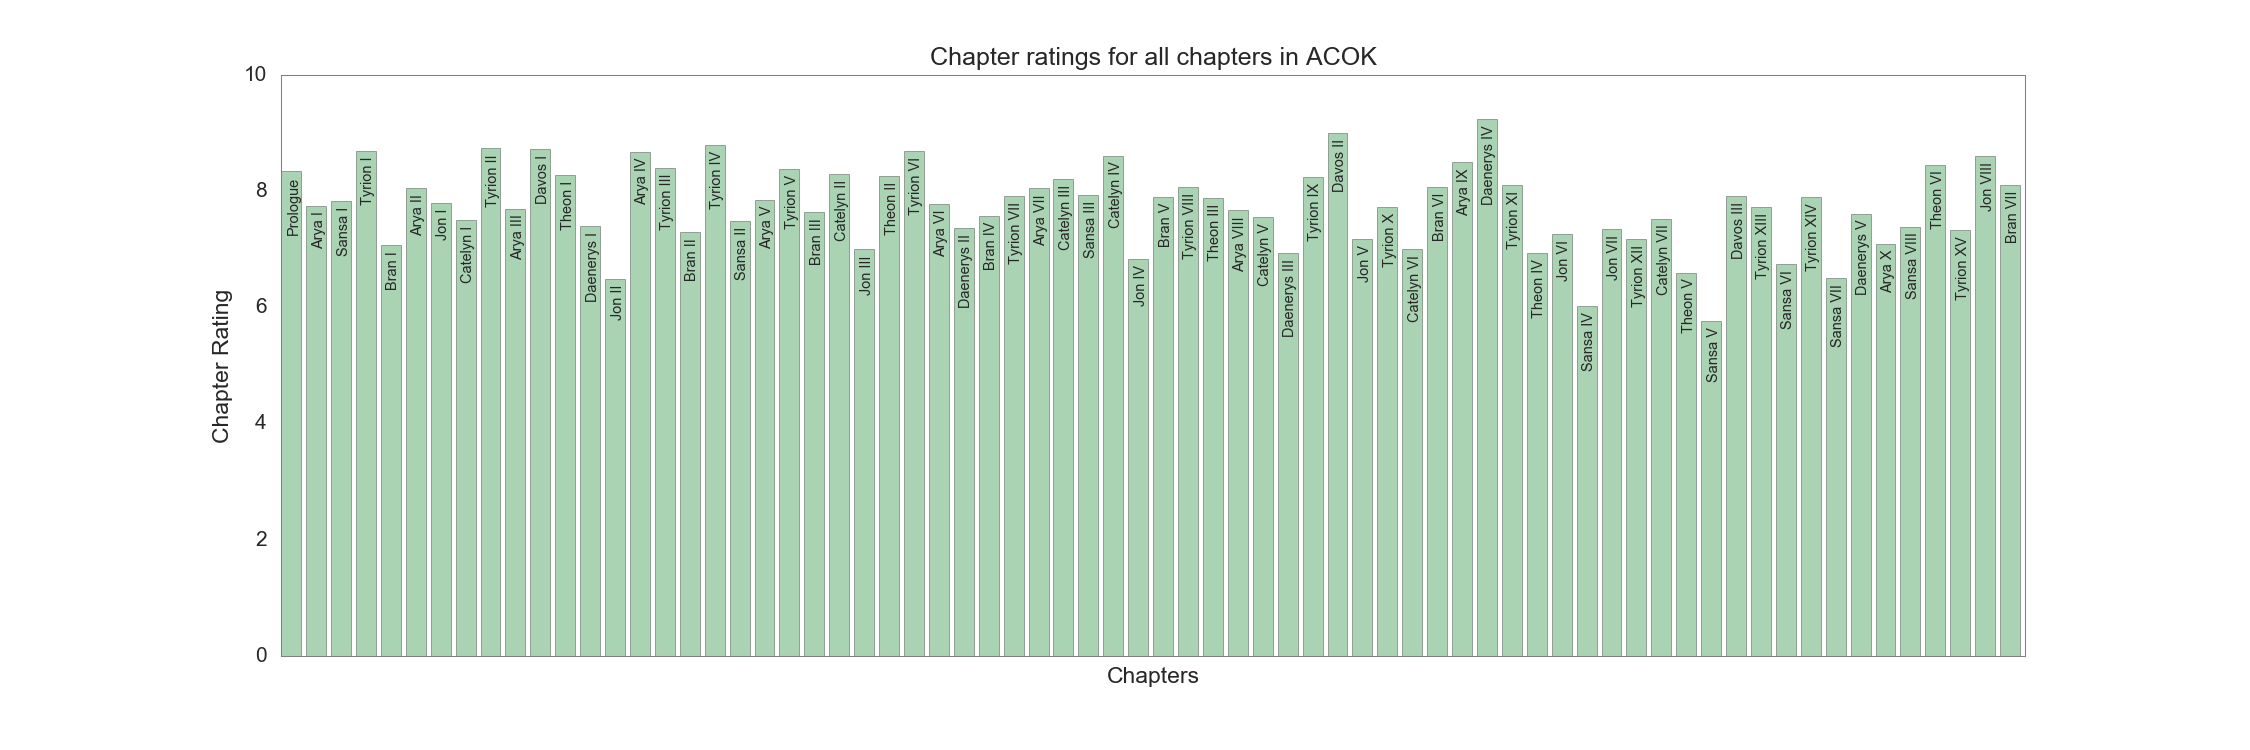 Chapter ratings for all chapters in ACOK
10
8
6
4
2
0
Chapter Rating
Prologue
Arya I
Sansa I
Tyrion I
Bran I
Arya II
Jon I
Catelyn I
Tyrion II
Arya III
Davos I
Theon I
Daenerys I
Jon II
Arya IV
Tyrion III
Bran II
Tyrion IV
Sansa II
Arya V
Tyrion V
Bran III
Catelyn II
Jon III
Theon II
Tyrion VI
Arya VI
Daenerys II
Bran IV
Tyrion VII
Arya VII
Catelyn III
Sansa III
Catelyn IV
Jon IV
Bran V
Tyrion VIII
Theon III
Arya VIII
Catelyn V
Daenerys III
Tyrion IX
Davos II
Jon V
Tyrion X
Catelyn VI
Bran VI
Arya IX
Daenerys IV
Tyrion XI
Theon IV
Jon VI
Sansa IV
Jon VII
Tyrion XII
Catelyn VII
Theon V
Sansa V
Davos III
Tyrion XIII
Sansa VI
Tyrion XIV
Sansa VII
Daenerys V
Arya X
Sansa VIII
Theon VI
Tyrion XV
Jon VIII
Bran VII
Chapters